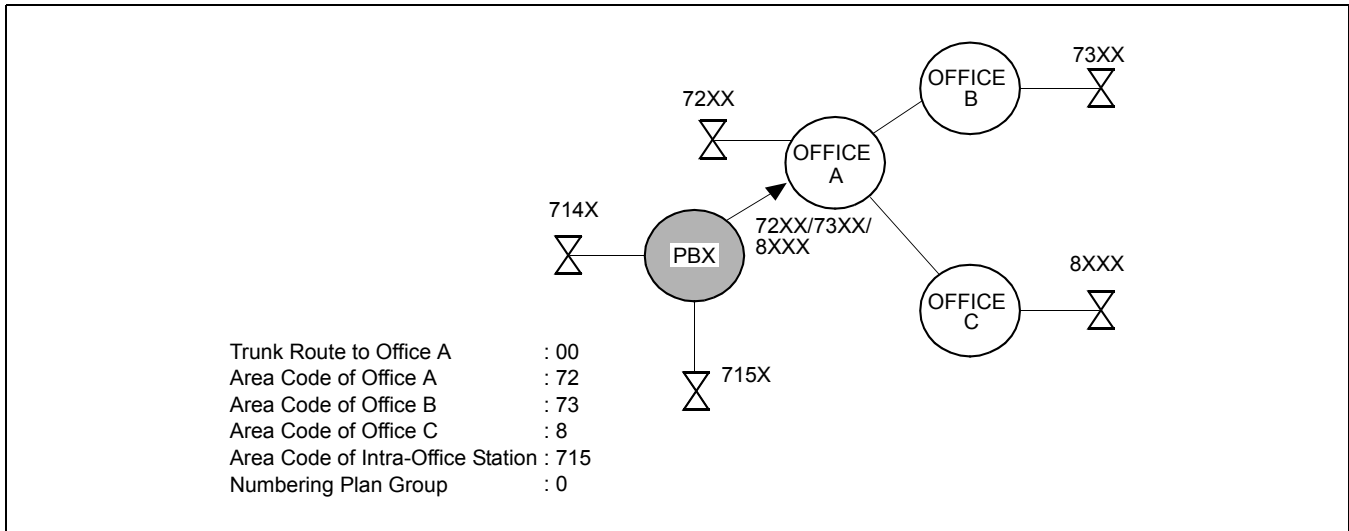 73XX
OFFICE
B
72XX
OFFICE
A
714X
72XX/73XX/
8XXX
PBX
8XXX
OFFICE
C
715X
Trunk Route to Office A : 00
Area Code of Office A : 72
Area Code of Office B : 73
Area Code of Office C : 8
Area Code of Intra-Office Station : 715
Numbering Plan Group : 0